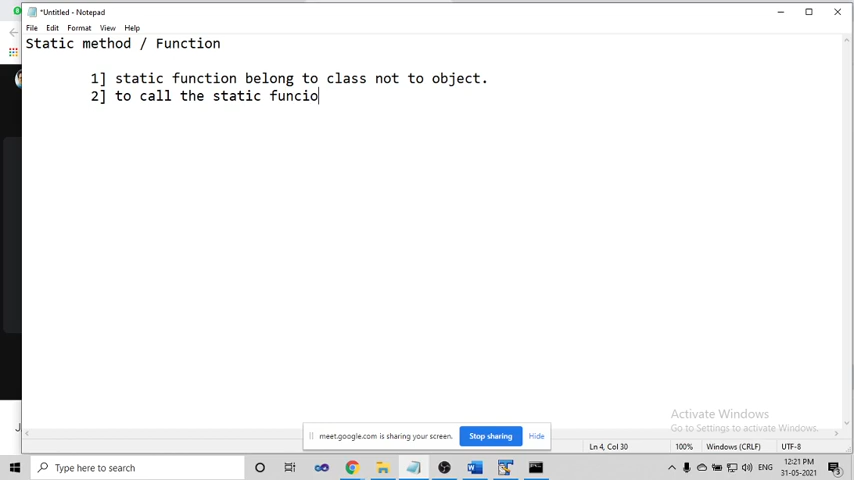 *Untitled - Notepad
File Edit Format View Help
Static method / Function
1] static function belong to class not to object.
2] to call the static funcio
Activate Windows
Go to Settings to activate Windows.
meet.google.com is sharing your screen. Stop sharing Hide
Ln 4, Col 30 100% Windows (CRLF) UTF-8
Type here to search
ENG
12:21 PM
31-05-2021
3